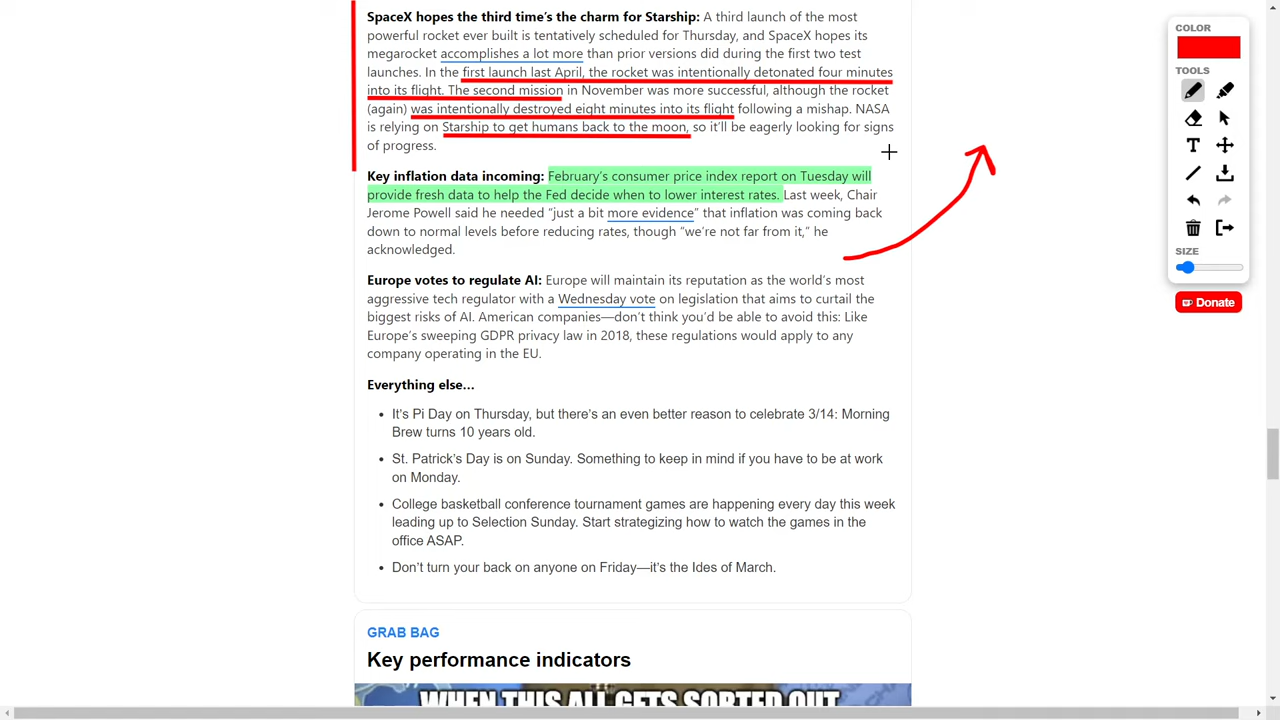 SpaceX hopes the third time's the charm for Starship: A third launch of the most
powerful rocket ever built is tentatively scheduled for Thursday, and SpaceX hopes its
megarocket accomplishes a lot more than prior versions did during the first two test
launches. In the first launch last April, the rocket was intentionally detonated four minutes
into its flight. The second mission in November was more successful, although the rocket
(again) was intentionally destroyed eight minutes into its flight following a mishap. NASA
is relying on Starship to get humans back to the moon, so it'll be eagerly looking for signs
of progress.
Key inflation data incoming: February's consumer price index report on Tuesday will
provide fresh data to help the Fed decide when to lower interest rates. Last week, Chair
Jerome Powell said he needed “just a bit more evidence” that inflation was coming back
down to normal levels before reducing rates, though “we're not far from it,” he
acknowledged.
Europe votes to regulate AI: Europe will maintain its reputation as the world's most
aggressive tech regulator with a Wednesday vote on legislation that aims to curtail the
biggest risks of AI. American companies—don't think you'd be able to avoid this: Like
Europe's sweeping GDPR privacy law in 2018, these regulations would apply to any
company operating in the EU.
Everything else…
• It's Pi Day on Thursday, but there's an even better reason to celebrate 3/14: Morning
Brew turns 10 years old.
• St. Patrick's Day is on Sunday. Something to keep in mind if you have to be at work
on Monday.
• College basketball conference tournament games are happening every day this week
leading up to Selection Sunday. Start strategizing how to watch the games in the
office ASAP.
• Don't turn your back on anyone on Friday—it's the Ides of March.
GRAB BAG
Key performance indicators
WHEN THIS ALL GETS SORTED OUT
COLOR
TOOLS
T
SIZE
Donate